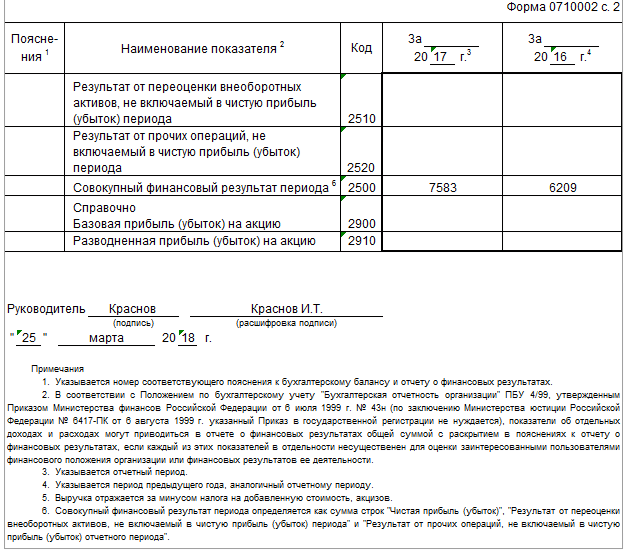 Форма 0710002 с. 2
Поясне-
ния 1
Наименование показателя 2
Код
За
20 17 г.3
За
20 16 г.4
Результат от переоценки внеоборотных
активов, не включаемый в чистую прибыль
(убыток) периода
2510
Результат от прочих операций, не
включаемый в чистую прибыль (убыток)
периода
2520
Совокупный финансовый результат периода 6 2500 7583 6209
Справочно
Базовая прибыль (убыток) на акцию 2900
Разводненная прибыль (убыток) на акцию 2910
Руководитель Краснов Краснов И.Т.
(подпись) (расшифровка подписи)
" 25 " марта 20 18 г.
Примечания
1. Указывается номер соответствующего пояснения к бухгалтерскому балансу и отчету о финансовых результатах.
2. В соответствии с Положением по бухгалтерскому учету "Бухгалтерская отчетность организации" ПБУ 4/99, утвержденным
Приказом Министерства финансов Российской Федерации от 6 июля 1999 г. № 43н (по заключению Министерства юстиции Российской
Федерации № 6417-ПК от 6 августа 1999 г. указанный Приказ в государственной регистрации не нуждается), показатели об отдельных
доходах и расходах могут приводиться в отчете о финансовых результатах общей суммой с раскрытием в пояснениях к отчету о
финансовых результатах, если каждый из этих показателей в отдельности несущественен для оценки заинтересованными пользователями
финансового положения организации или финансовых результатов ее деятельности.
3. Указывается отчетный период.
4. Указывается период предыдущего года, аналогичный отчетному периоду.
5. Выручка отражается за минусом налога на добавленную стоимость, акцизов.
6. Совокупный финансовый результат периода определяется как сумма строк "Чистая прибыль (убыток)", "Результат от переоценки
внеоборотных активов, не включаемый в чистую прибыль (убыток) периода" и "Результат от прочих операций, не включаемый в чистую
прибыль (убыток) отчетного периода".